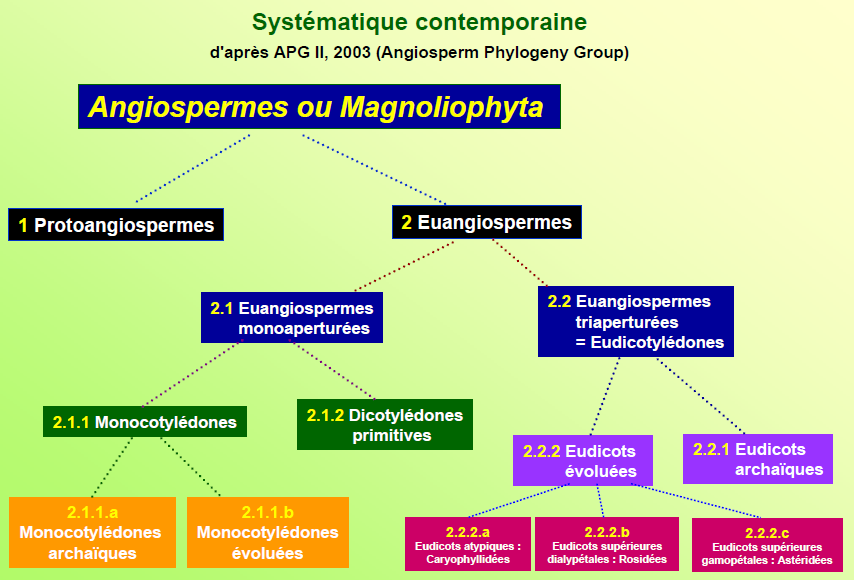 Systématique contemporaine
d'après APG II, 2003 (Angiosperm Phylogeny Group)
Angiospermes ou Magnoliophyta
1 Protoangiospermes
2 Euangiospermes
2.1 Euangiospermes
monoaperturées
2.2 Euangiospermes
triaperturées
= Eudicotylédones
2.1.1 Monocotylédones
2.1.2 Dicotylédones
primitives
2.2.2 Eudicots
évoluées
2.2.1 Eudicots
archaïques
2.1.1.a
Monocotylédones
archaïques
2.1.1.b
Monocotylédones
évoluées
2.2.2.a
Eudicots atypiques :
Caryophyllidées
2.2.2.b
Eudicots supérieures
dialypétales : Rosidées
2.2.2.c
Eudicots supérieures
gamopétales : Astéridées